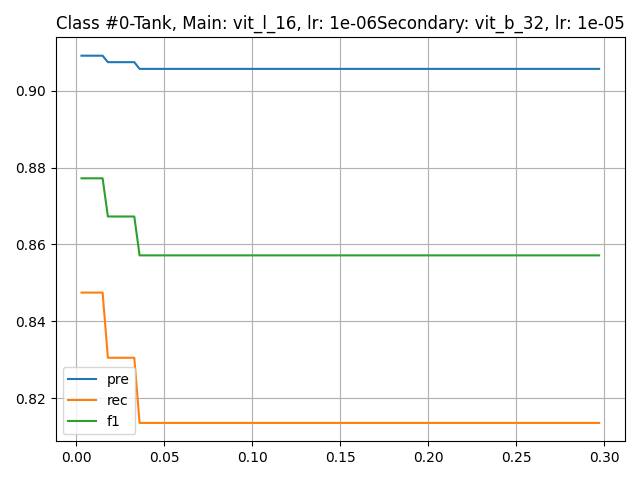 Class #0-Tank, Main: vit_l_16, lr: 1e-06Secondary: vit_b_32, lr: 1e-05
0.90
0.88
0.86
0.84
0.82
pre
rec
f1
0.00 0.05 0.10 0.15 0.20 0.25 0.30